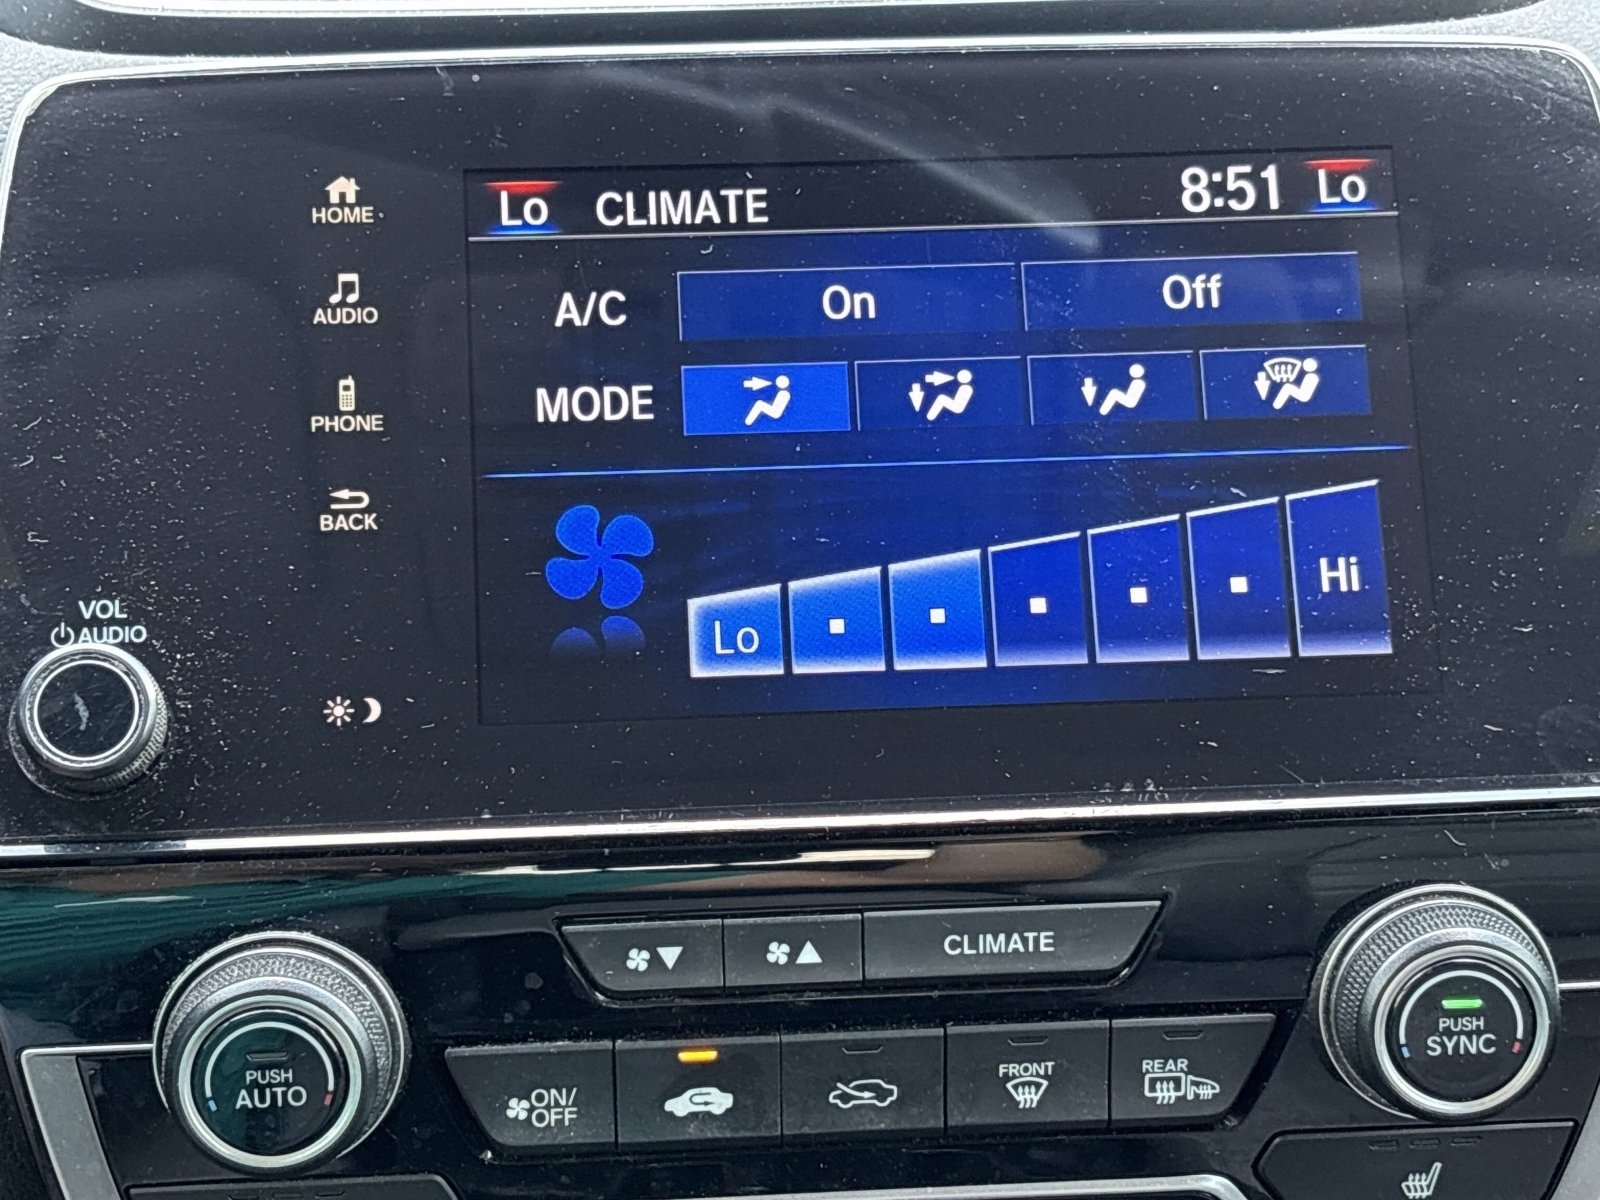 Lo CLIMATE 8:51 Lo
HOME
A/C On Off
AUDIO
MODE
PHONE
BACK
Lo Hi
VOL
AUDIO
CLIMATE
PUSH
AUTO
ON/
OFF
FRONT
REAR
PUSH
SYNC